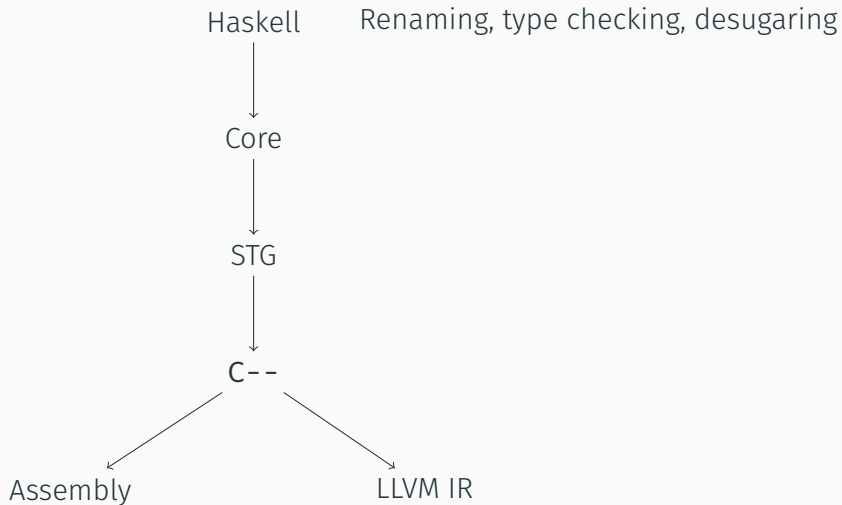 Haskell
Renaming, type checking, desugaring
Core
STG
C--
Assembly
LLVM IR